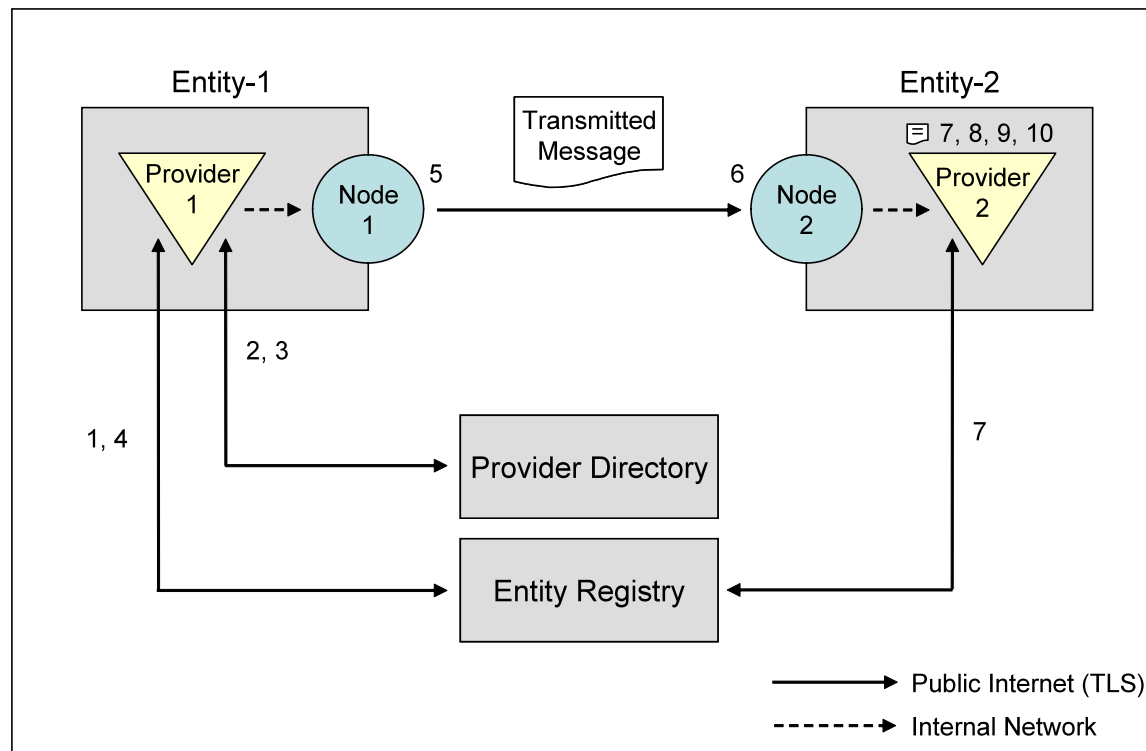 Entity-1
Entity-2
Transmitted
Message
7, 8, 9, 10
Provider
1
Node
1
5
6
Node
2
Provider
2
2, 3
1, 4
7
Provider Directory
Entity Registry
Public Internet (TLS)
Internal Network